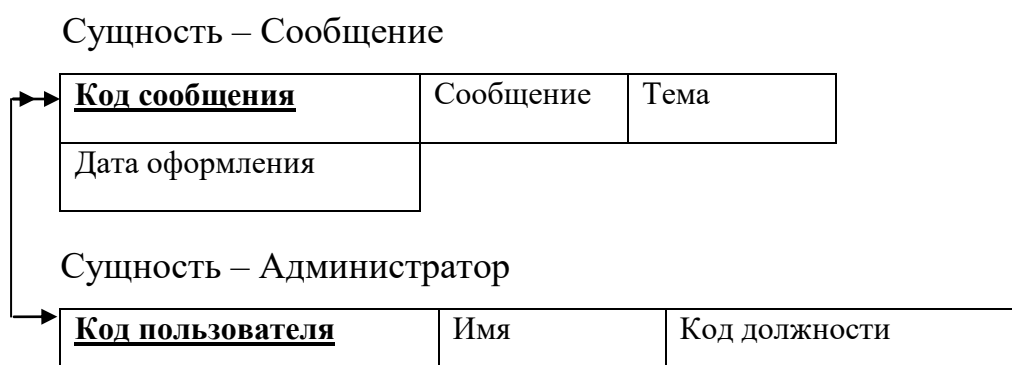 Сущность – Сообщение
Код сообщения Сообщение Тема
Дата оформления
Сущность – Администратор
Код пользователя Имя Код должности